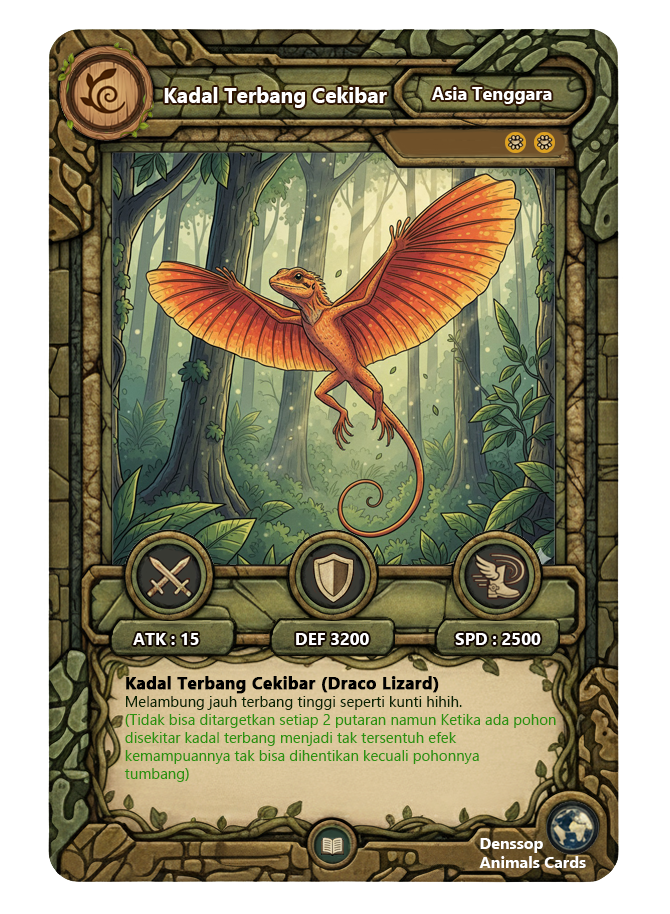 Kadal Terbang Cekibar
Asia Tenggara
ATK : 15
DEF 3200
SPD : 2500
Kadal Terbang Cekibar (Draco Lizard)
Melambung jauh terbang tinggi seperti kunti hihih.
(Tidak bisa ditargetkan setiap 2 putaran namun Ketika ada pohon
disekitar kadal terbang menjadi tak tersentuh efek
kemampuannya tak bisa dihentikan kecuali pohonnya
tumbang)
Denssop
Animals Cards